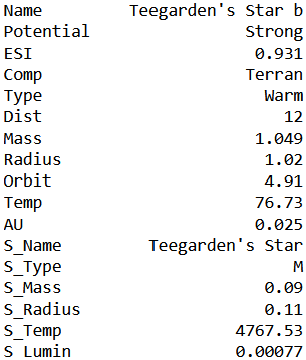 Name Teegarden's Star b
Potential Strong
ESI 0.931
Comp Terran
Type Warm
Dist 12
Mass 1.049
Radius 1.02
Orbit 4.91
Temp 76.73
AU 0.025
S_Name Teegarden's Star
S_Type M
S_Mass 0.09
S_Radius 0.11
S_Temp 4767.53
S_Lumin 0.00077